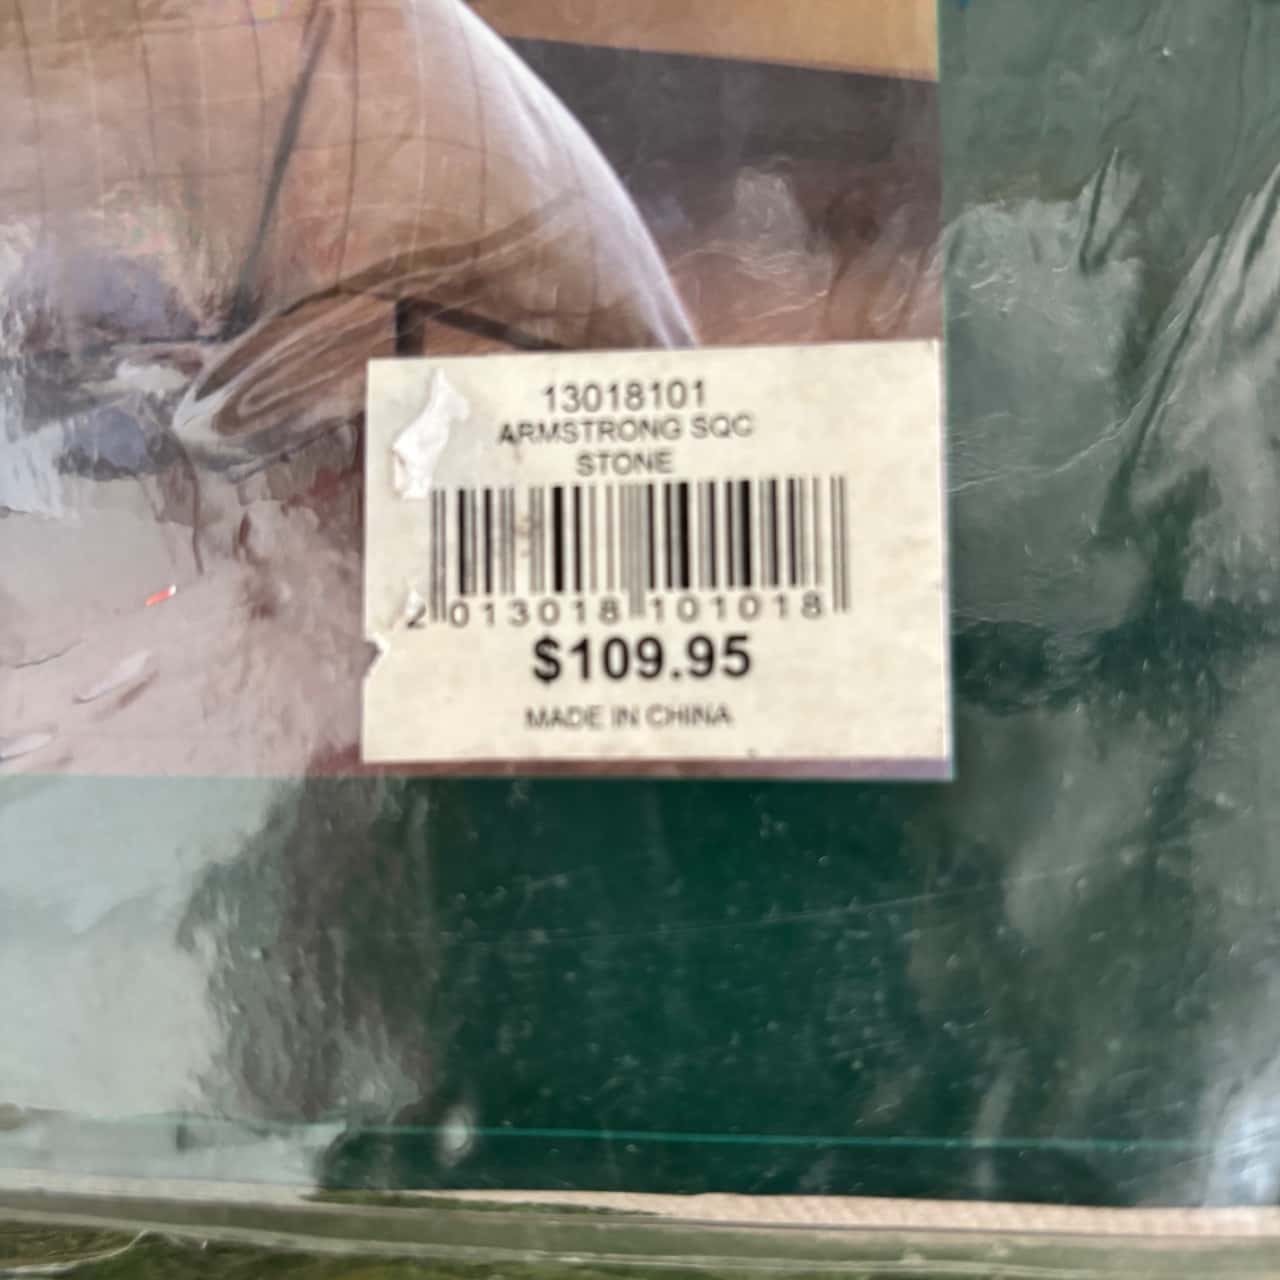 13018101
ARMSTRONG SQC
STONE
2 013018 101018
$109.95
MADE IN CHINA